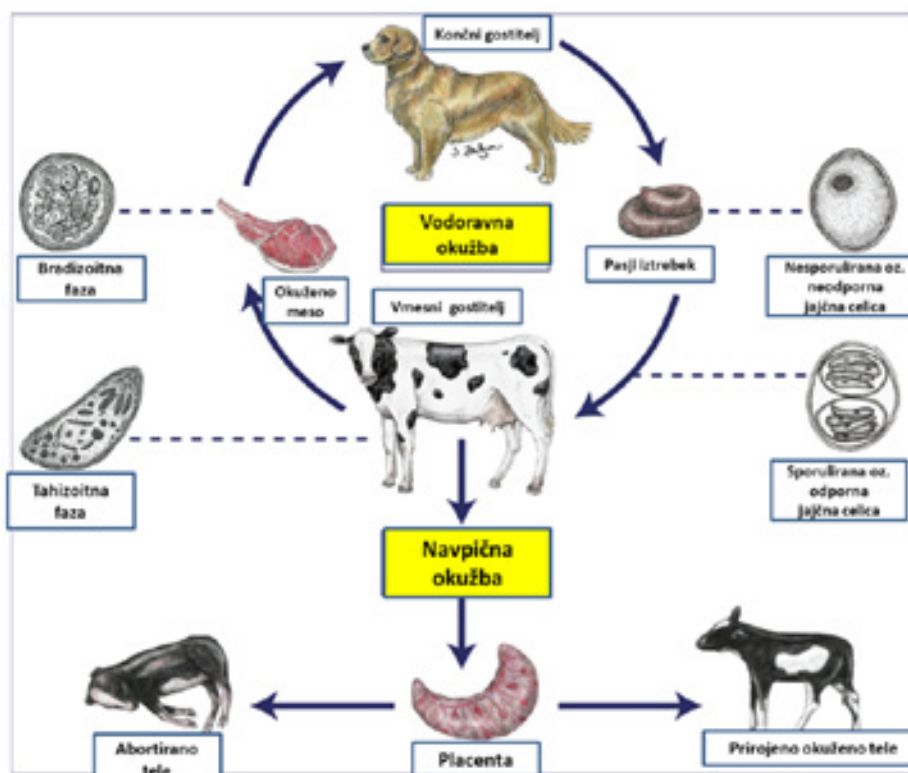 Končni gostitelj
Vodoravna
okužba
Bradizoitna
faza
Okuženo
meso
Pasji iztrebek
Nesporulirana oz.
neodporna
jajčna celica
Vmesni gostitelj
Tahizoitna
faza
Sporulirana oz.
odporna
jajčna celica
Navpična
okužba
Abortirano
tele
Placenta
Prirojeno okuženo tele